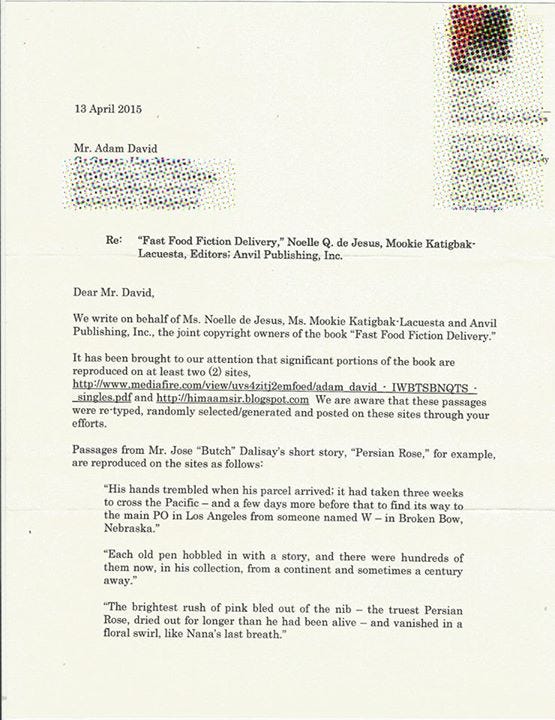 13 April 2015
Mr. Adam David
Re: "Fast Food Fiction Delivery," Noelle Q. de Jesus, Mookie Katigbak-
Lacuesta, Editors; Anvil Publishing, Inc.
Dear Mr. David,
We write on behalf of Ms. Noelle de Jesus, Ms. Mookie Katigbak-Lacuesta and Anvil
Publishing, Inc., the joint copyright owners of the book "Fast Food Fiction Delivery."
It has been brought to our attention that significant portions of the book are
reproduced on at least two (2) sites,
http://www.mediafire.com/view/uvs4zitj2emfoed/adam_david_-_IWBTSBNQTS_-
_singles.pdf and http://himaamsir.blogspot.com We are aware that these passages
were re-typed, randomly selected/generated and posted on these sites through your
efforts.
Passages from Mr. Jose "Butch" Dalisay's short story, "Persian Rose," for example,
are reproduced on the sites as follows:
"His hands trembled when his parcel arrived; it had taken three weeks
to cross the Pacific – and a few days more before that to find its way to
the main PO in Los Angeles from someone named W – in Broken Bow,
Nebraska."
"Each old pen hobbled in with a story, and there were hundreds of
them now, in his collection, from a continent and sometimes a century
away."
"The brightest rush of pink bled out of the nib – the truest Persian
Rose, dried out for longer than he had been alive – and vanished in a
floral swirl, like Nana's last breath."